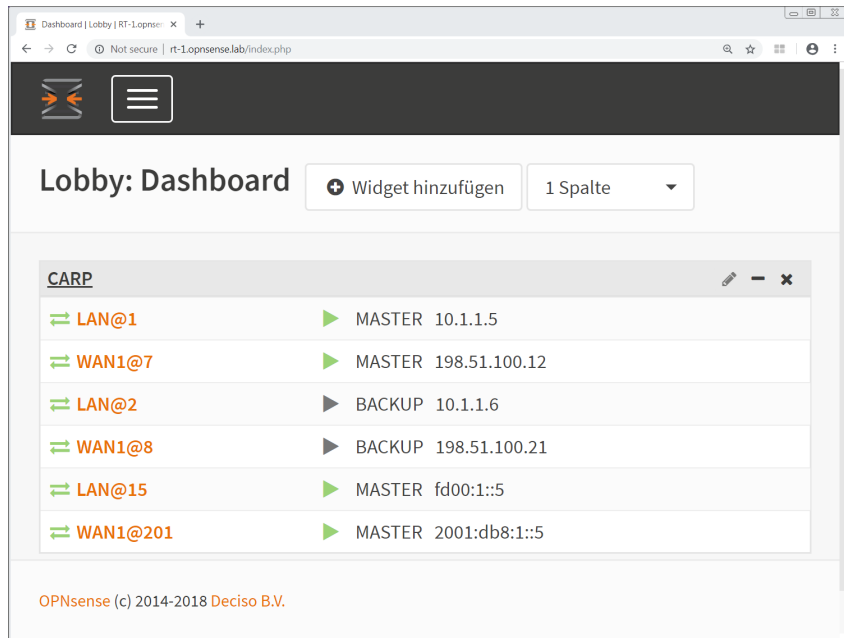 Dashboard | Lobby | RT-1.opnsen
Not secure | rt-1.opnsense.lab/index.php
Lobby: Dashboard
Widget hinzufügen
1 Spalte
CARP
LAN@1 MASTER 10.1.1.5
WAN1@7 MASTER 198.51.100.12
LAN@2 BACKUP 10.1.1.6
WAN1@8 BACKUP 198.51.100.21
LAN@15 MASTER fd00:1::5
WAN1@201 MASTER 2001:db8:1::5
OPNsense (c) 2014-2018 Deciso B.V.